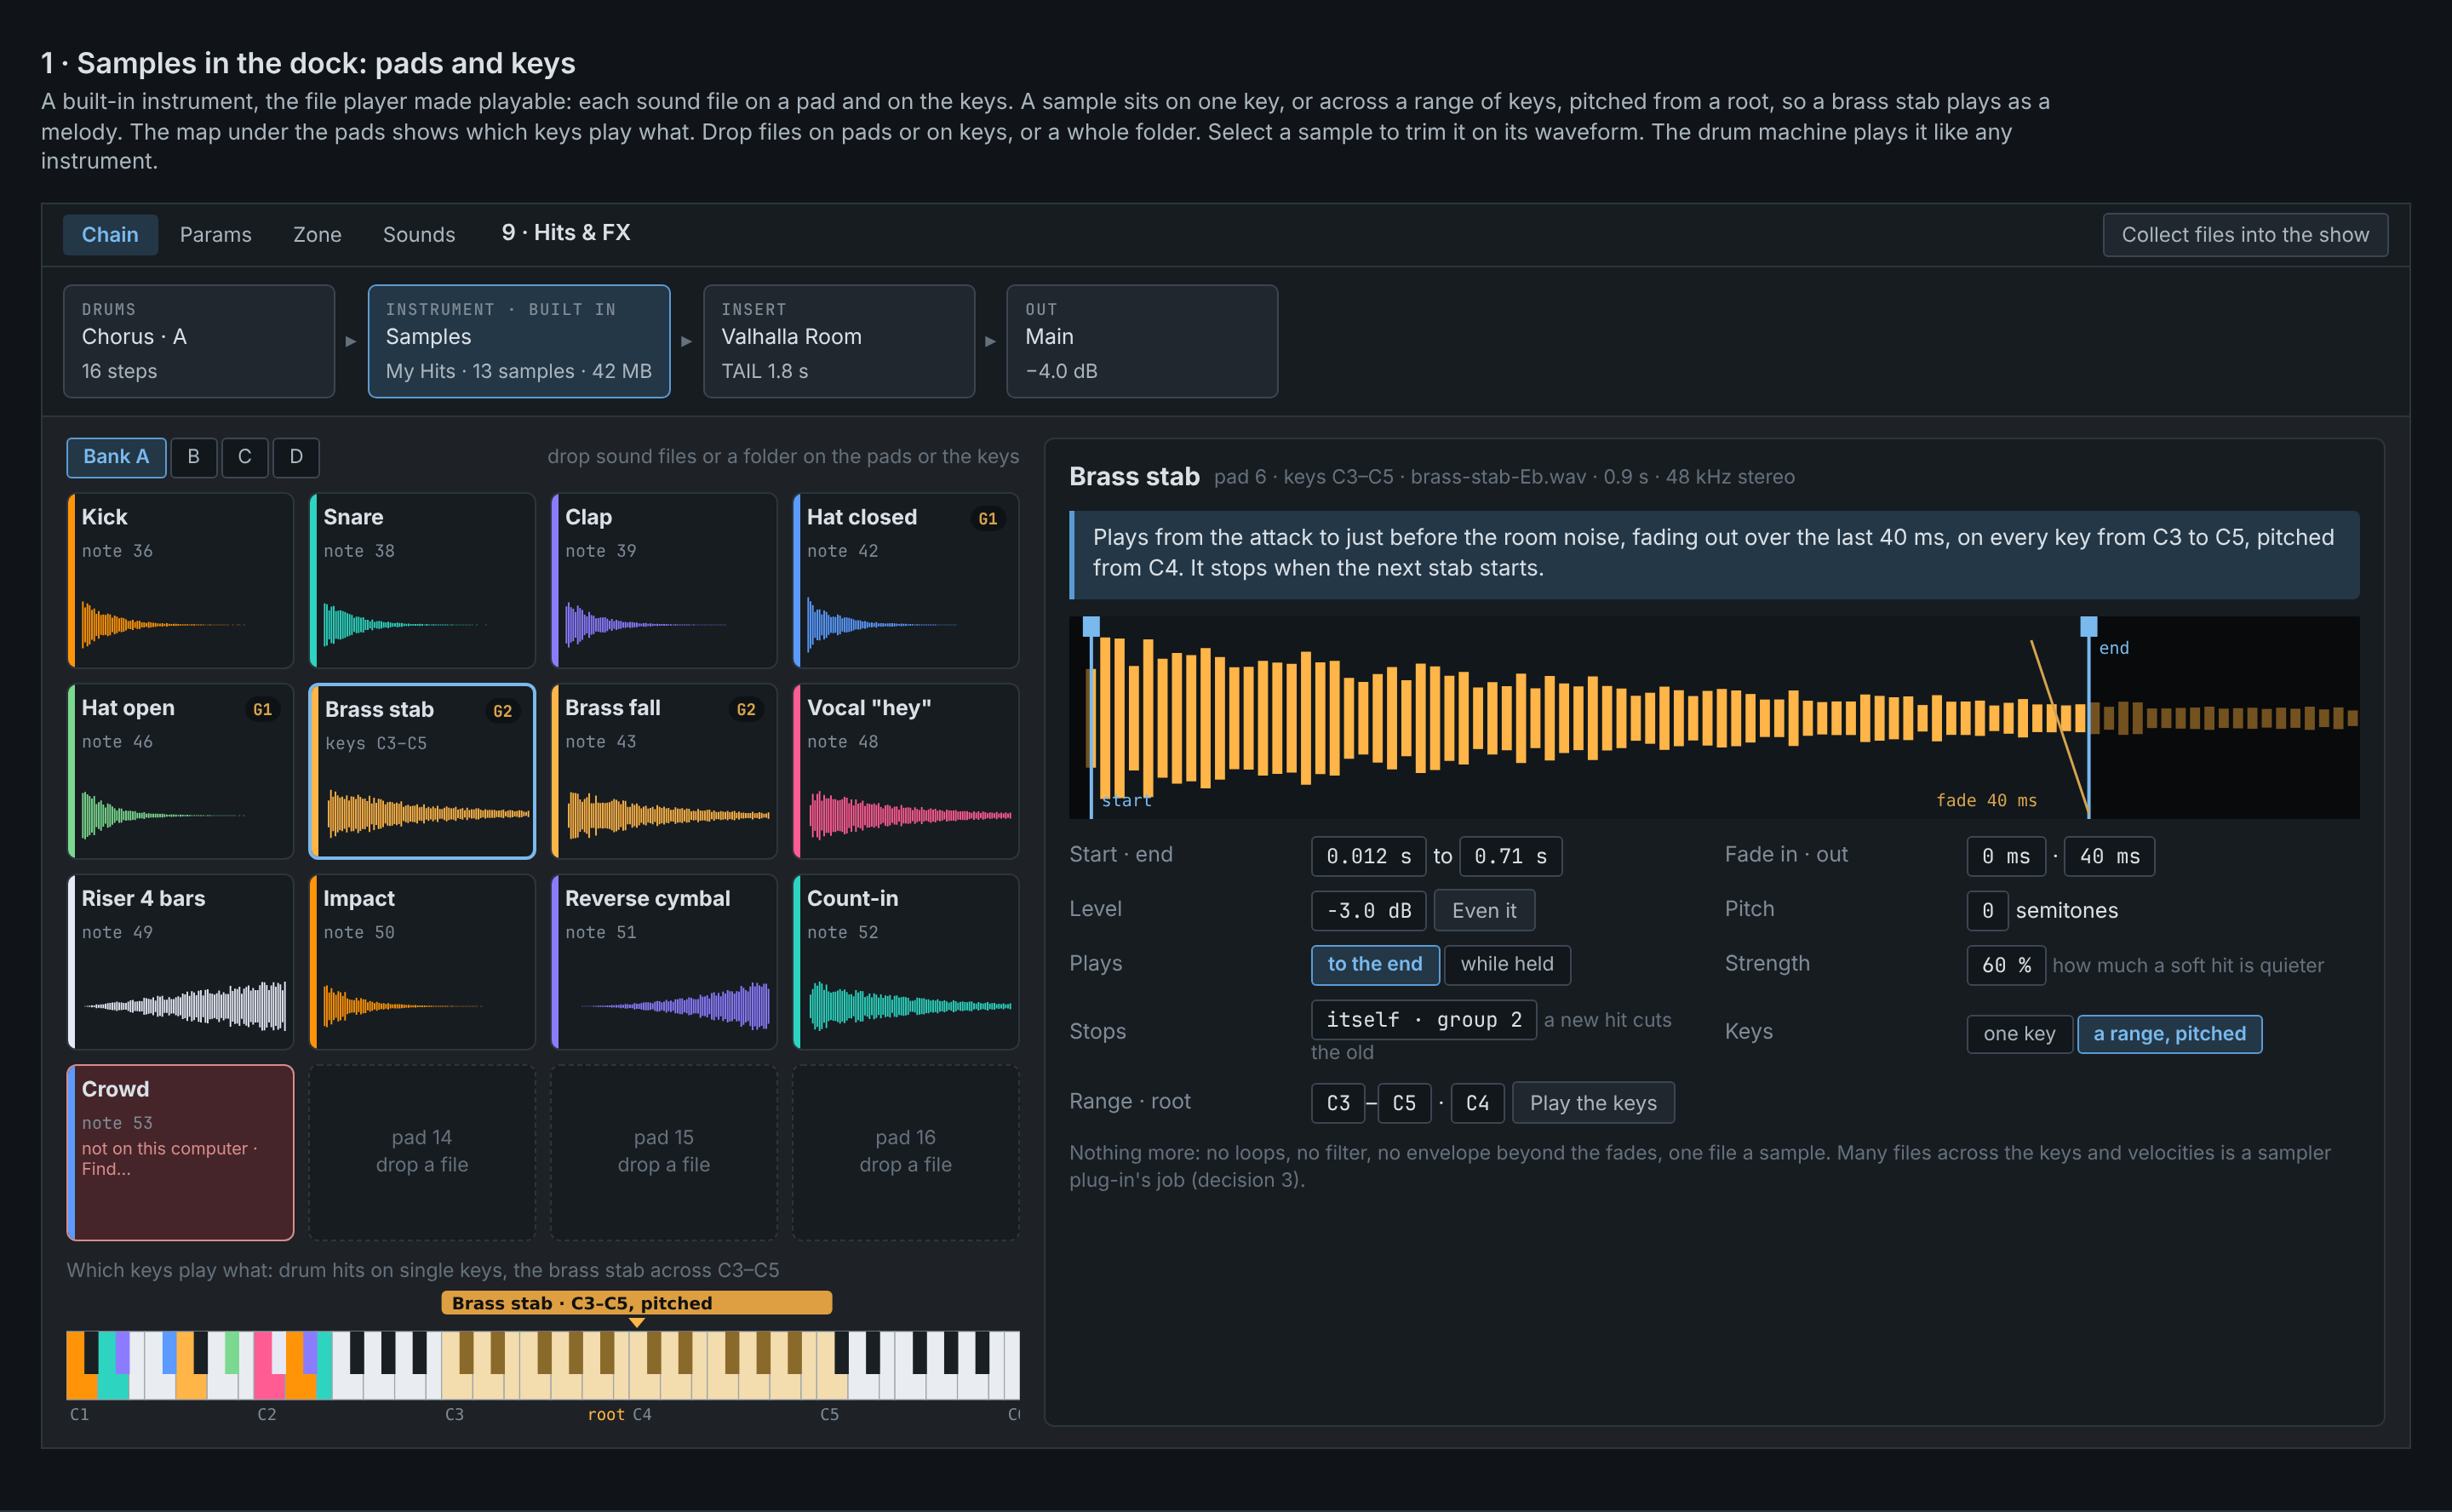 1 · Samples in the dock: pads and keys
A built-in instrument, the file player made playable: each sound file on a pad and on the keys. A sample sits on one key, or across a range of keys, pitched from a root, so a brass stab plays as a
melody. The map under the pads shows which keys play what. Drop files on pads or on keys, or a whole folder. Select a sample to trim it on its waveform. The drum machine plays it like any
instrument.
Chain Params Zone Sounds 9 · Hits & FX Collect files into the show
DRUMS
Chorus · A
16 steps
INSTRUMENT · BUILT IN
Samples
My Hits · 13 samples · 42 MB
INSERT
Valhalla Room
TAIL 1.8 s
OUT
Main
−4.0 dB
Bank A B C D drop sound files or a folder on the pads or the keys
Kick
note 36
Snare
note 38
Clap
note 39
Hat closed G1
note 42
Hat open G1
note 46
Brass stab G2
keys C3–C5
Brass fall G2
note 43
Vocal "hey"
note 48
Riser 4 bars
note 49
Impact
note 50
Reverse cymbal
note 51
Count-in
note 52
Crowd
note 53
not on this computer ·
Find…
pad 14
drop a file
pad 15
drop a file
pad 16
drop a file
Which keys play what: drum hits on single keys, the brass stab across C3–C5
Brass stab · C3–C5, pitched
C1 C2 C3 root C4 C5
Brass stab pad 6 · keys C3–C5 · brass-stab-Eb.wav · 0.9 s · 48 kHz stereo
Plays from the attack to just before the room noise, fading out over the last 40 ms, on every key from C3 to C5, pitched
from C4. It stops when the next stab starts.
end
start fade 40 ms
Start · end 0.012 s to 0.71 s Fade in · out 0 ms · 40 ms
Level -3.0 dB Even it Pitch 0 semitones
Plays to the end while held Strength 60 % how much a soft hit is quieter
Stops itself · group 2 a new hit cuts
the old
Keys one key a range, pitched
Range · root C3 – C5 · C4 Play the keys
Nothing more: no loops, no filter, no envelope beyond the fades, one file a sample. Many files across the keys and velocities is a sampler
plug-in's job (decision 3).